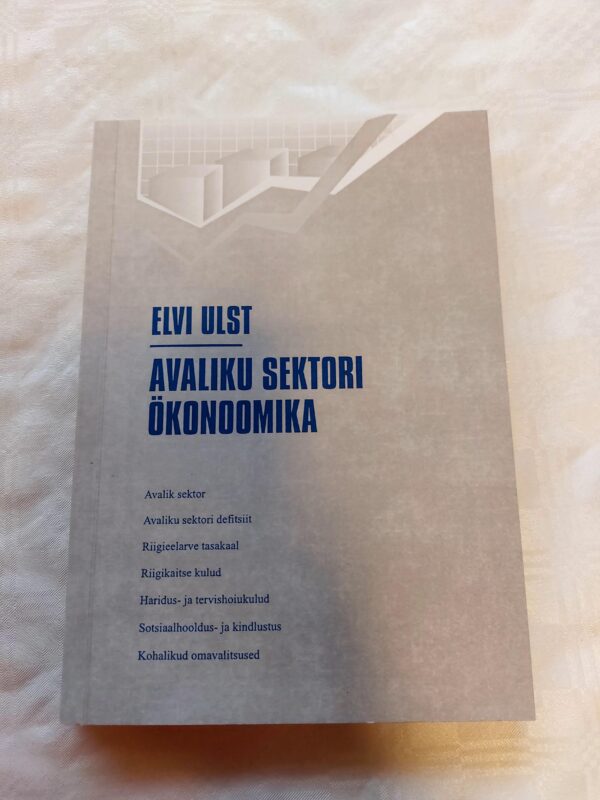 ELVI ULST
AVALIKU SEKTORI
ÖKONOOMIKA
Avalik sektor
Avaliku sektori defitsiit
Riigieelarve tasakaal
Riigikaitse kulud
Haridus- ja tervishoiukulud
Sotsiaalhooldus- ja kindlustus
Kohalikud omavalitsused